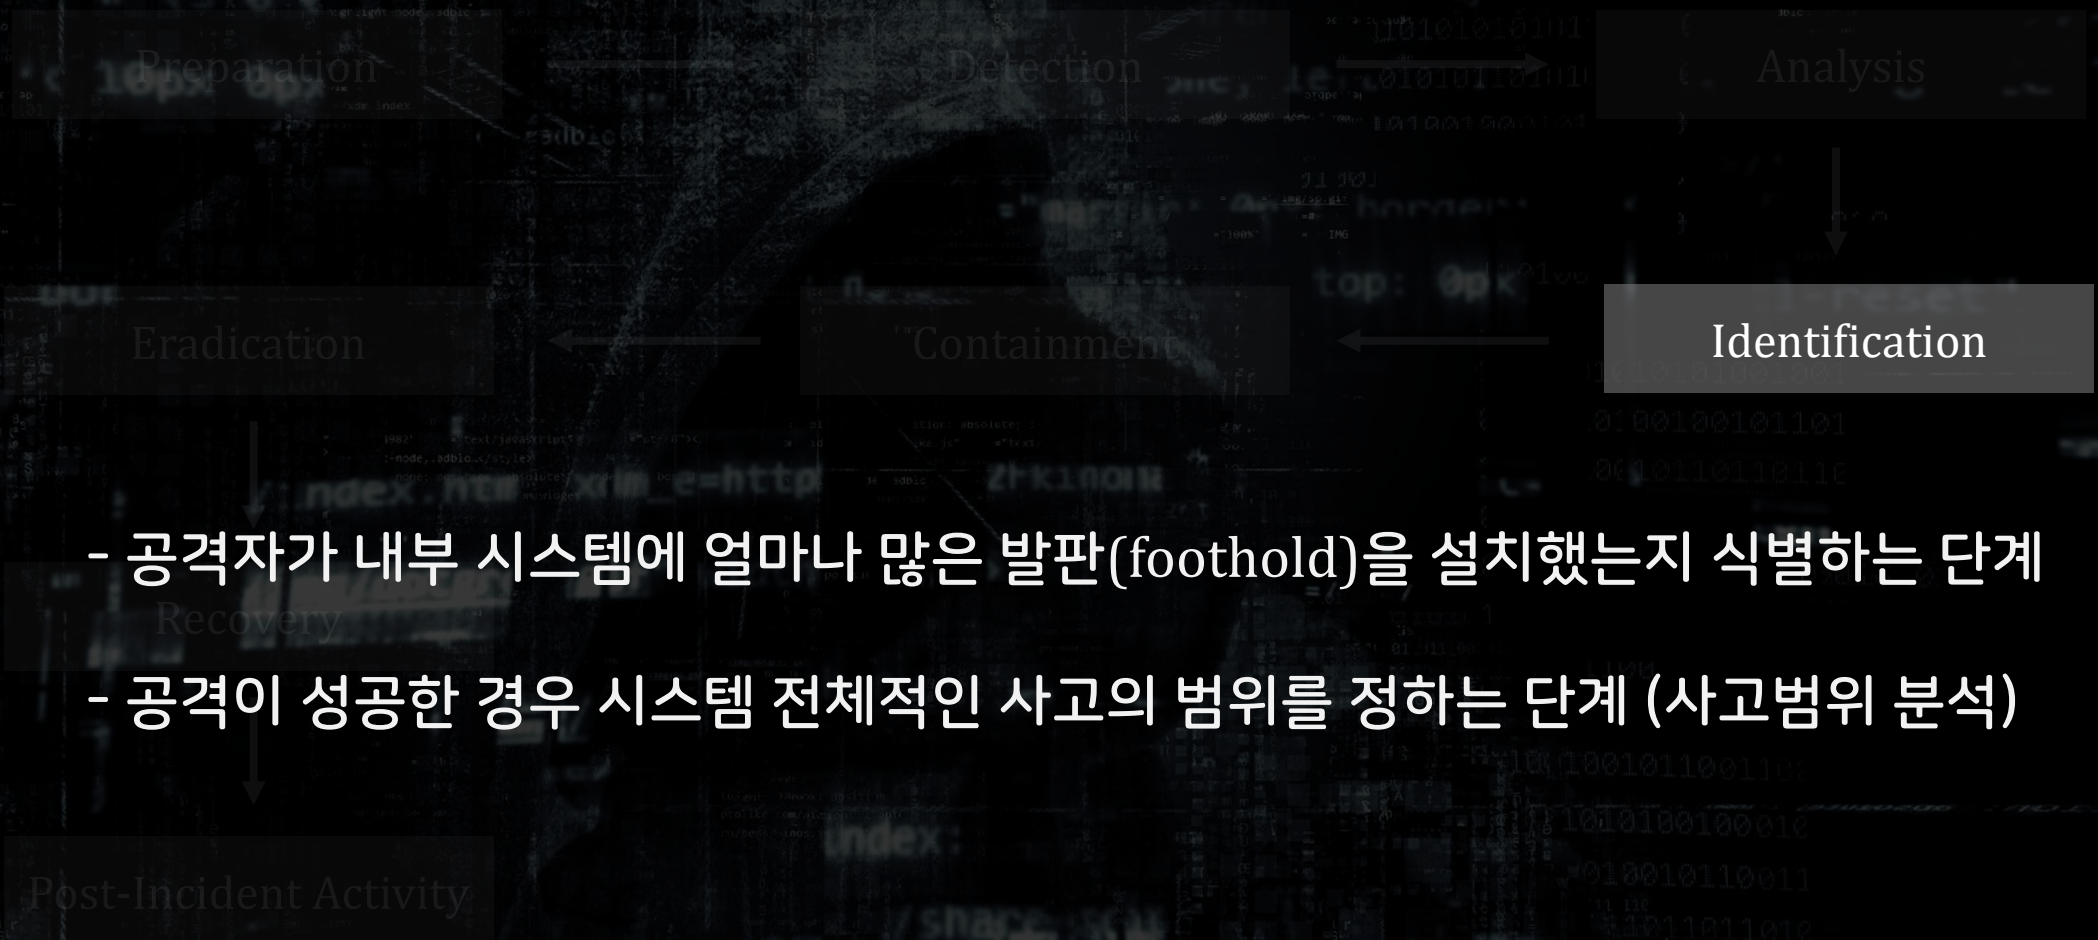 Preparation
Detection
Analysis
Eradication
Containment
Identification
- 공격자가 내부 시스템에 얼마나 많은 발판(foothold)을 설치했는지 식별하는 단계
Recovery
- 공격이 성공한 경우 시스템 전체적인 사고의 범위를 정하는 단계 (사고범위 분석)
Post-Incident Activity